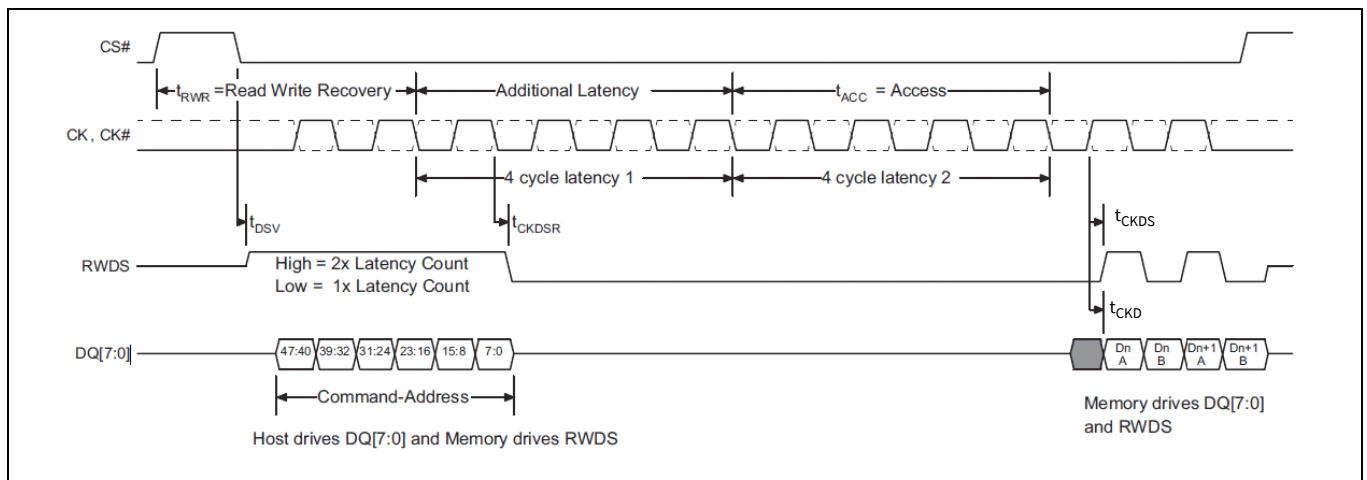 CS#
tRWR =Read Write Recovery
Additional Latency
tACC = Access
CK , CK#
4 cycle latency 1
4 cycle latency 2
tDSV
tCKDSR
tCKDS
RWDS
High = 2x Latency Count
Low = 1x Latency Count
tCKD
DQ[7:0]
47:40 39:32 31:24 23:16 15:8 7:0
Dn A
Dn B
Dn+1 A
Dn+1 B
Command-Address
Memory drives DQ[7:0]
and RWDS
Host drives DQ[7:0] and Memory drives RWDS